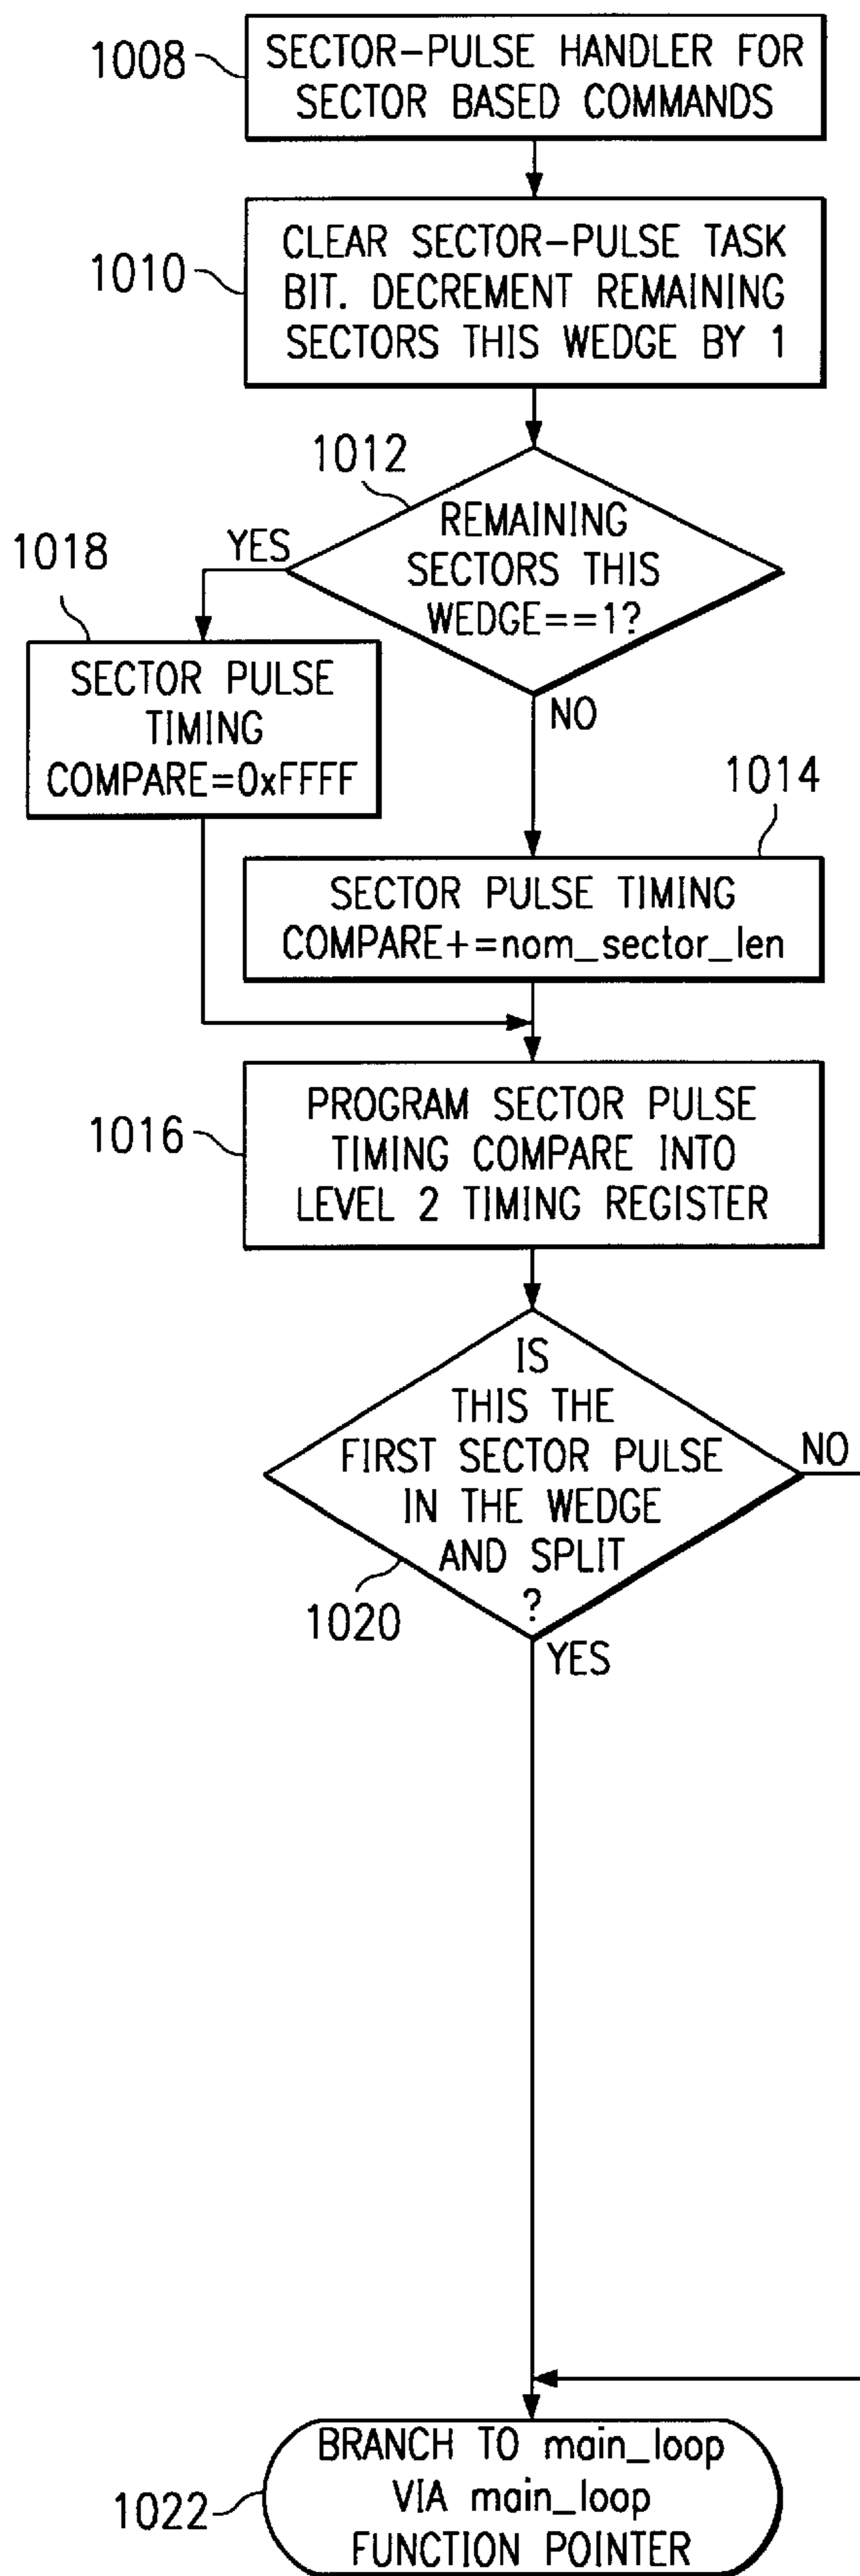 1008
SECTOR-PULSE HANDLER FOR
SECTOR BASED COMMANDS
1010
CLEAR SECTOR-PULSE TASK
BIT. DECREMENT REMAINING
SECTORS THIS WEDGE BY 1
1012
REMAINING
SECTORS THIS
WEDGE==1?
YES
NO
1018
SECTOR PULSE
TIMING
COMPARE=0xFFFF
1014
SECTOR PULSE TIMING
COMPARE+=nom_sector_len
1016
PROGRAM SECTOR PULSE
TIMING COMPARE INTO
LEVEL 2 TIMING REGISTER
IS
THIS THE
FIRST SECTOR PULSE
IN THE WEDGE
AND SPLIT
?
NO
1020
YES
1022
BRANCH TO main_loop
VIA main_loop
FUNCTION POINTER